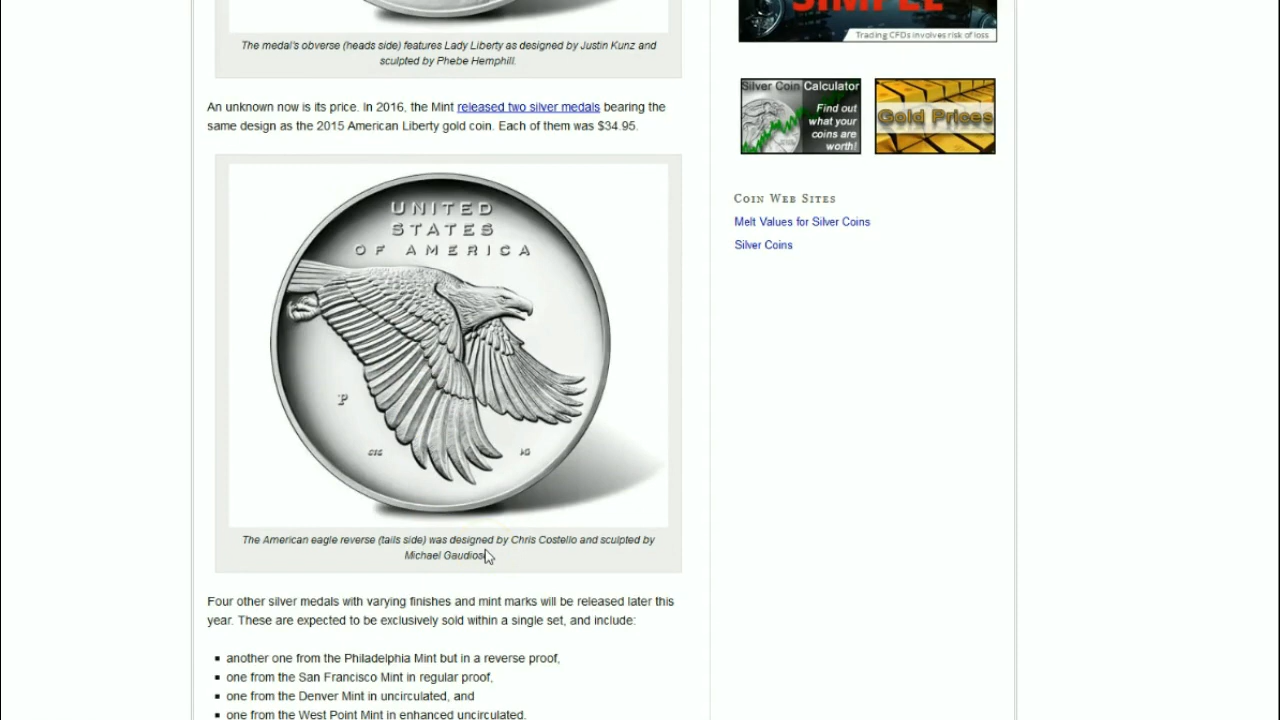 SIMPLE
Trading CFDs involves risk of loss
The medal's obverse (heads side) features Lady Liberty as designed by Justin Kunz and
sculpted by Phebe Hemphill.
An unknown now is its price. In 2016, the Mint released two silver medals bearing the
same design as the 2015 American Liberty gold coin. Each of them was $34.95.
UNITED
STATES
OF AMERICA
P
The American eagle reverse (tails side) was designed by Chris Costello and sculpted by
Michael Gaudioso
Four other silver medals with varying finishes and mint marks will be released later this
year. These are expected to be exclusively sold within a single set, and include:
▪ another one from the Philadelphia Mint but in a reverse proof,
▪ one from the San Francisco Mint in regular proof,
▪ one from the Denver Mint in uncirculated, and
▪ one from the West Point Mint in enhanced uncirculated.
Silver Coin Calculator
Find out
what your
coins are
worth!
Gold Prices
Coin Web Sites
Melt Values for Silver Coins
Silver Coins